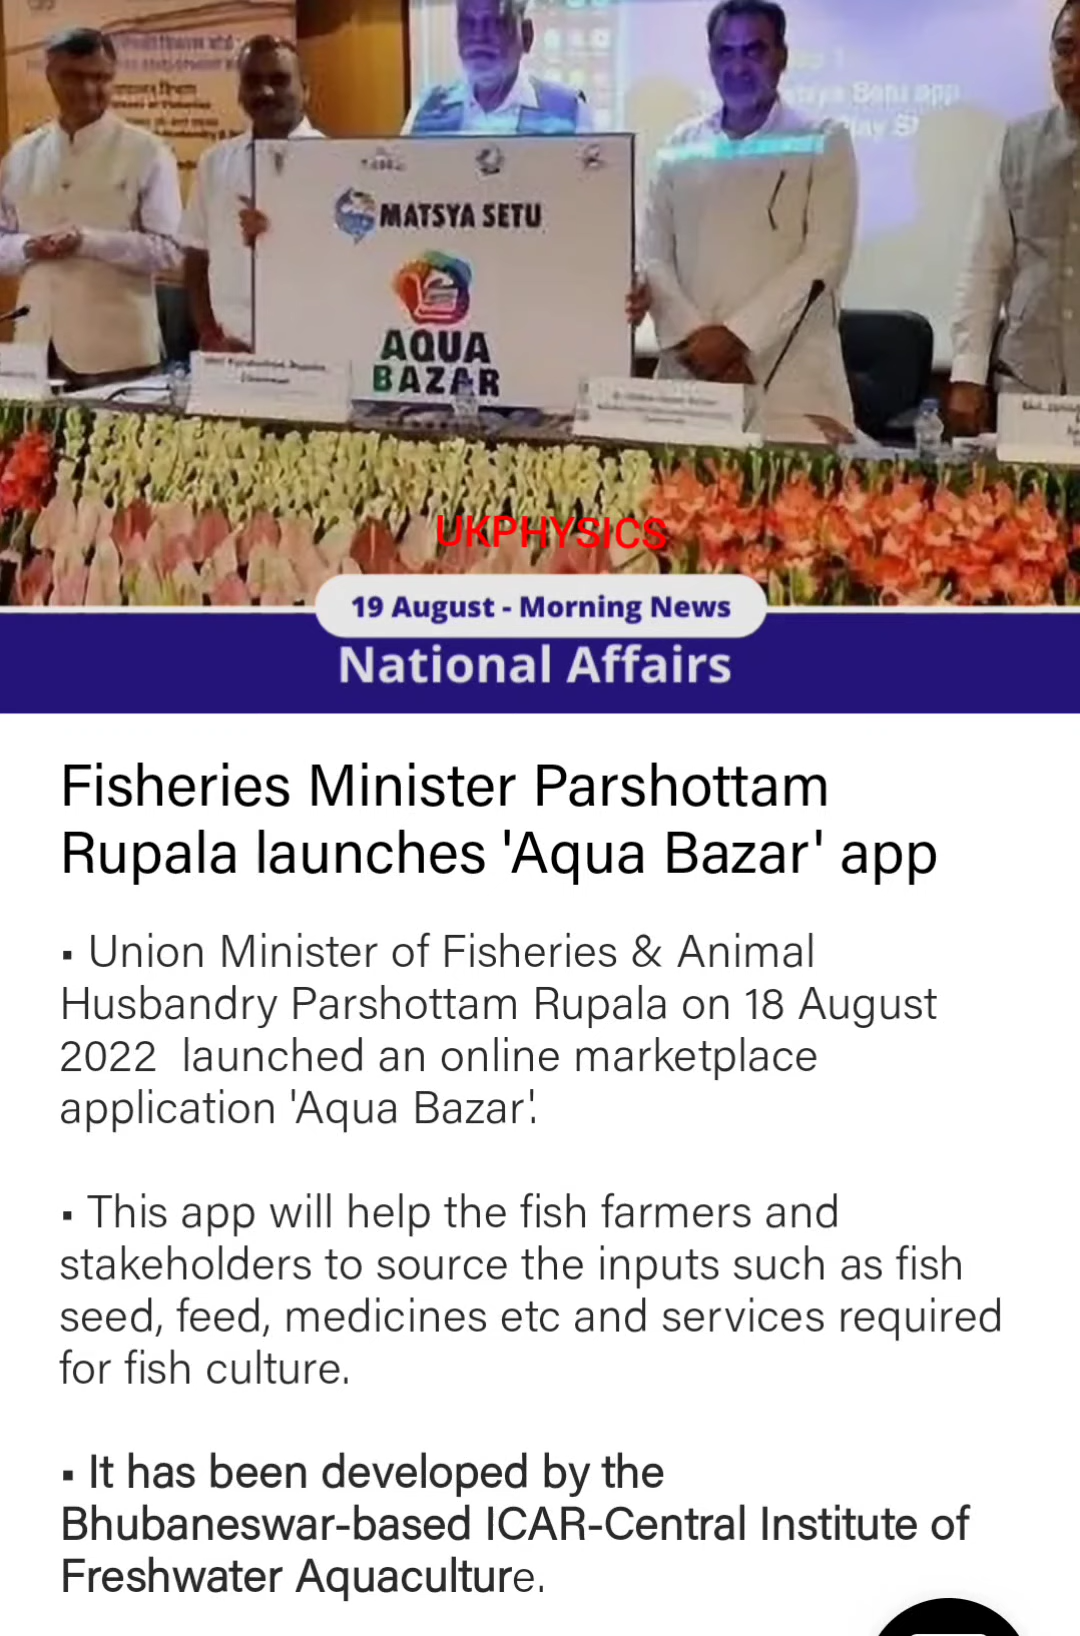 Setu app
MATSYA SETU
AQUA
BAZAR
Chairman
UKPHYSICS
19 August - Morning News
National Affairs
Fisheries Minister Parshottam
Rupala launches 'Aqua Bazar' app
▪ Union Minister of Fisheries & Animal
Husbandry Parshottam Rupala on 18 August
2022 launched an online marketplace
application 'Aqua Bazar'.
▪ This app will help the fish farmers and
stakeholders to source the inputs such as fish
seed, feed, medicines etc and services required
for fish culture.
▪ It has been developed by the
Bhubaneswar-based ICAR-Central Institute of
Freshwater Aquaculture.